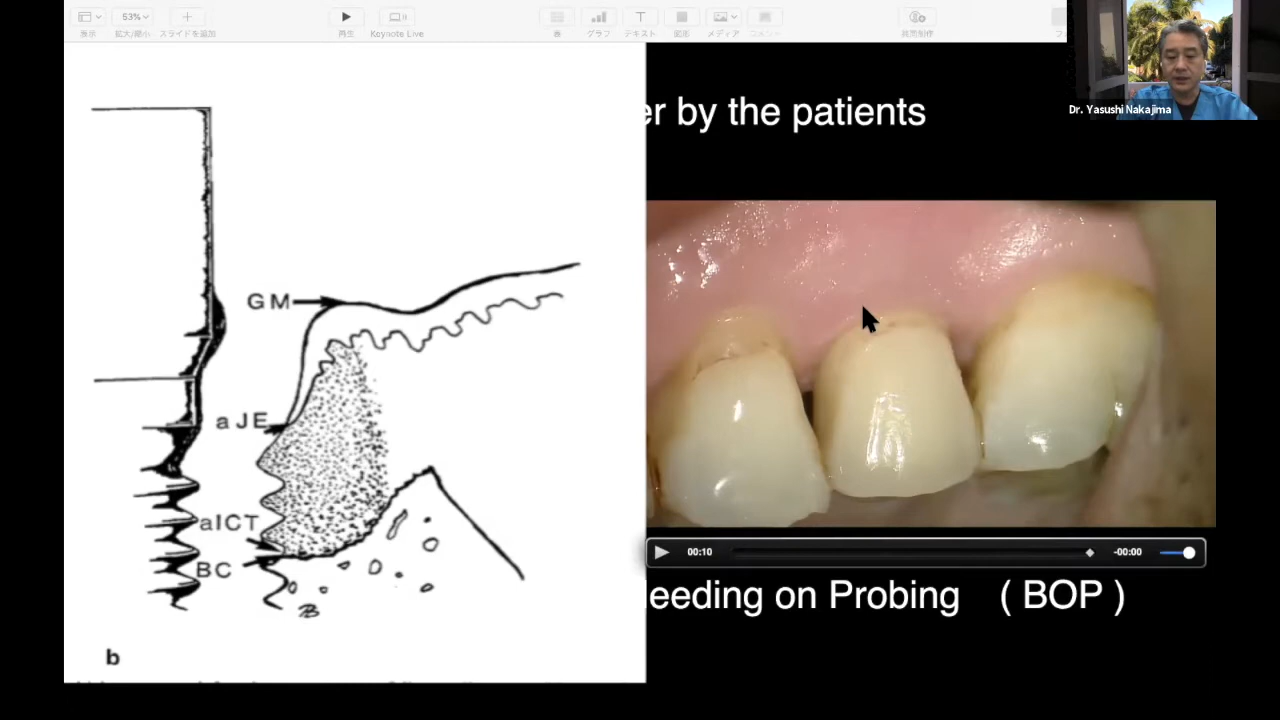 53%
表示
拡大/縮小
スライドを追加
再生
Keynote Live
表
グラフ
テキスト
図形
メディア
コメント
共同制作
Dr. Yasushi Nakajima
er by the patients
GM
aJE
aICT
BC
b
00:10
-00:00
leeding on Probing ( BOP )